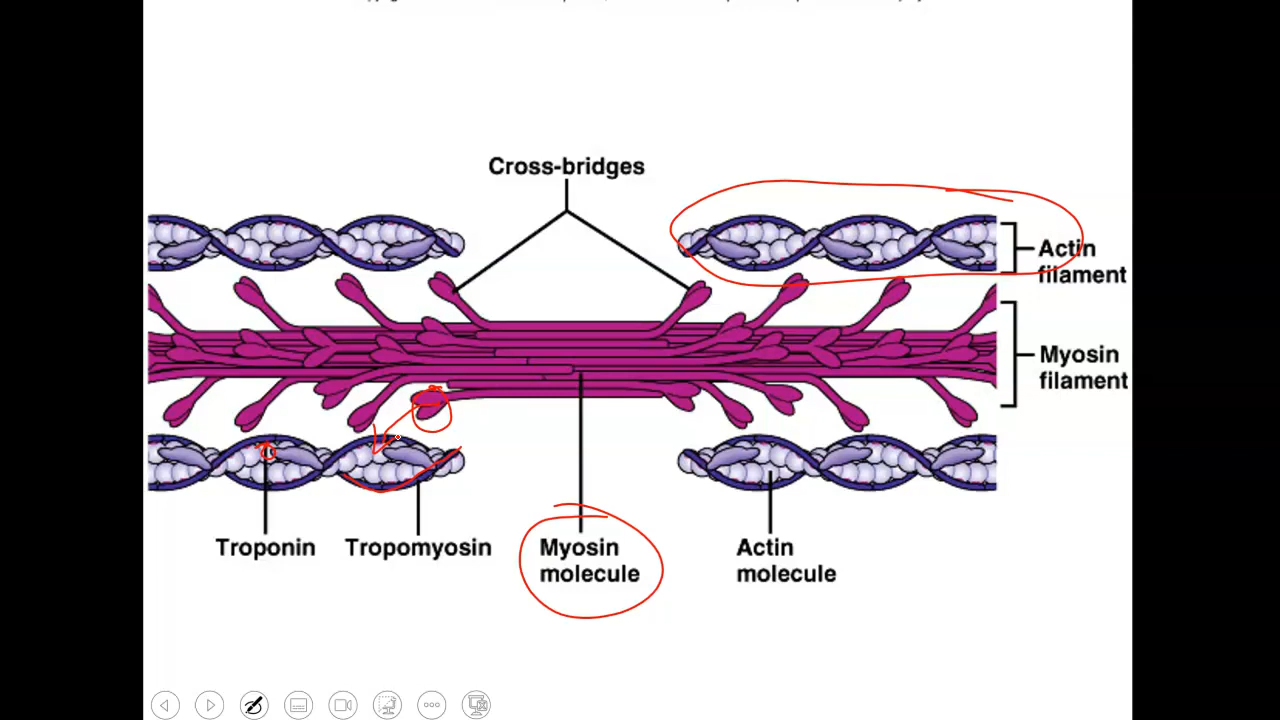 Cross-bridges
Actin
filament
Myosin
filament
Troponin
Tropomyosin
Myosin
molecule
Actin
molecule